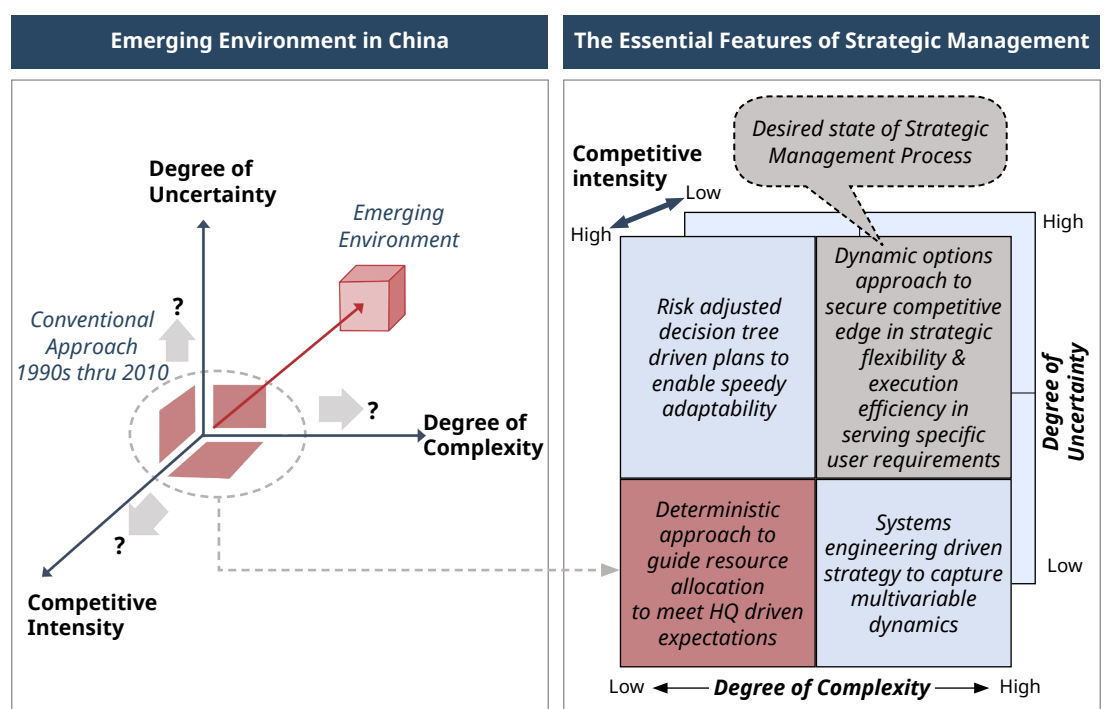 Emerging Environment in China
Degree of
Uncertainty
Emerging
Environment
?
Conventional
Approach
1990s thru 2010
?
Degree of
Complexity
?
Competitive
Intensity
The Essential Features of Strategic Management
Desired state of Strategic
Management Process
Competitive
intensity
Low
High
High
Risk adjusted
decision tree
driven plans to
enable speedy
adaptability
Dynamic options
approach to
secure competitive
edge in strategic
flexibility &
execution
efficiency in
serving specific
user requirements
Degree of
Uncertainty
Deterministic
approach to
guide resource
allocation
to meet HQ driven
expectations
Systems
engineering driven
strategy to capture
multivariable
dynamics
Low
Low
Degree of Complexity
High